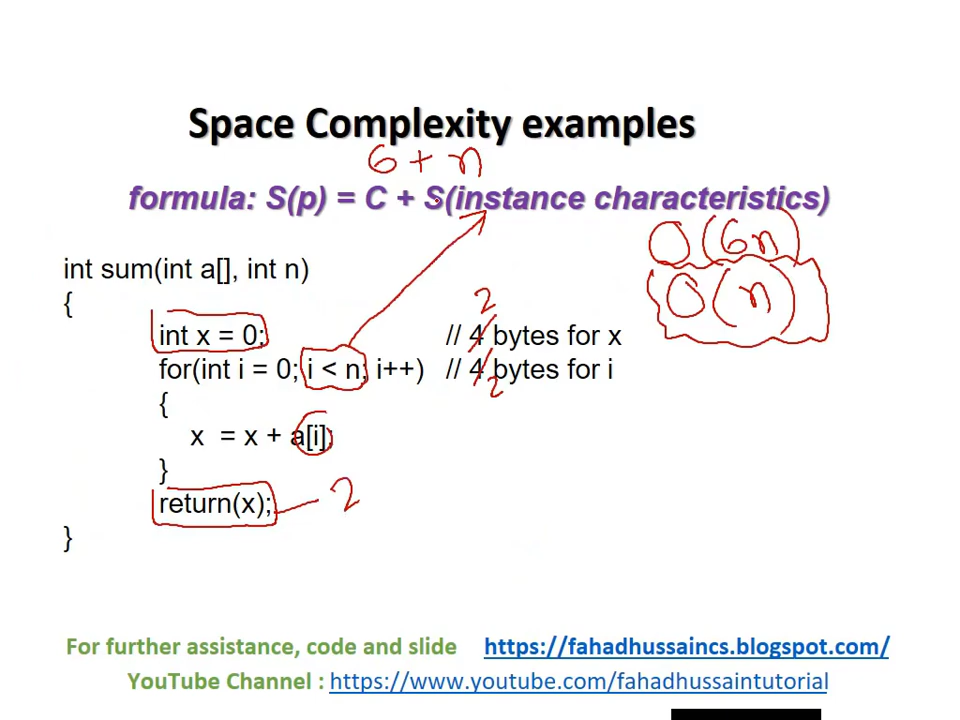 Space Complexity examples
6 + n
formula: S(p) = C + S(instance characteristics)
O(6n)
int sum(int a[], int n)
{
O(n)
2
int x = 0; // 4 bytes for x
for(int i = 0; i < n; i++) // 4 bytes for i
2
{
x = x + a[i];
}
return(x); 2
}
For further assistance, code and slide https://fahadhussaincs.blogspot.com/
YouTube Channel : https://www.youtube.com/fahadhussaintutorial